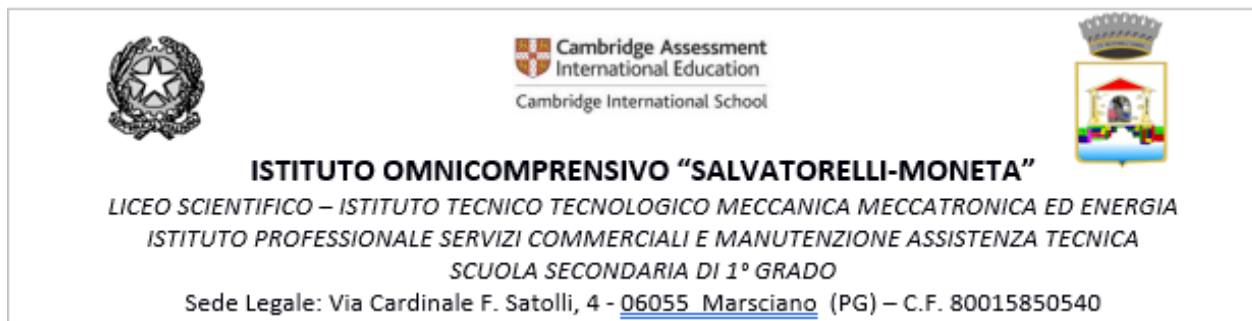 Cambridge Assessment
International Education
Cambridge International School
ISTITUTO OMNICOMPRENSIVO “SALVATORELLI-MONETA”
LICEO SCIENTIFICO – ISTITUTO TECNICO TECNOLOGICO MECCANICA MECCATRONICA ED ENERGIA
ISTITUTO PROFESSIONALE SERVIZI COMMERCIALI E MANUTENZIONE ASSISTENZA TECNICA
SCUOLA SECONDARIA DI 1° GRADO
Sede Legale: Via Cardinale F. Satolli, 4 - 06055 Marsciano (PG) – C.F. 80015850540